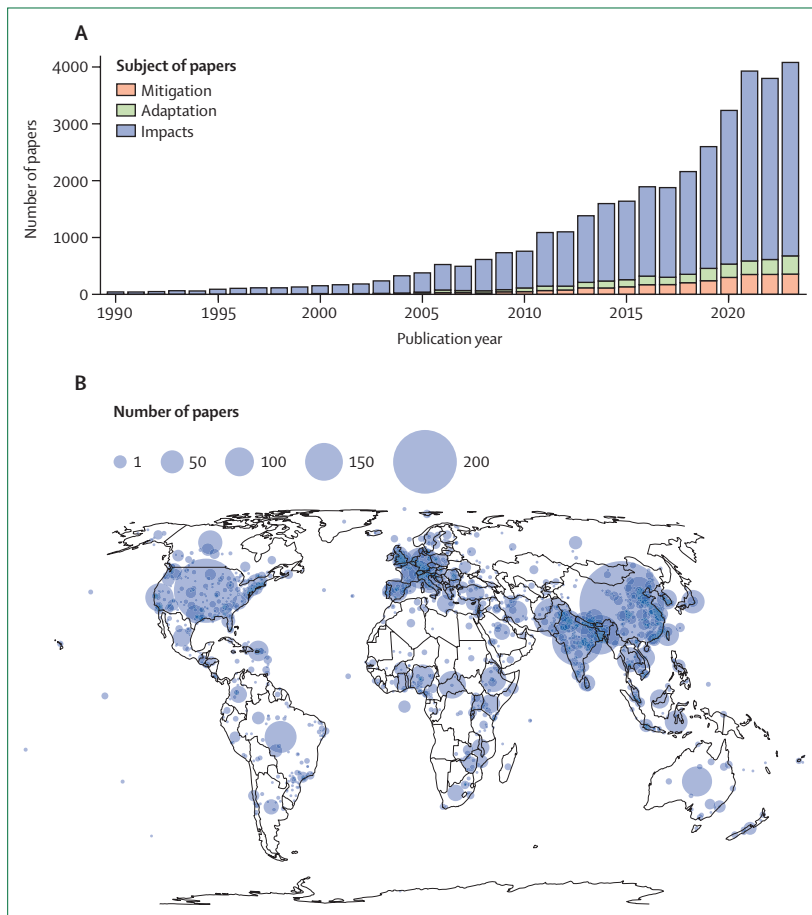 A
Subject of papers
Mitigation
Adaptation
Impacts
4000
3000
2000
1000
0
Number of papers
1990 1995 2000 2005 2010 2015 2020
Publication year
B
Number of papers
1 50 100 150 200